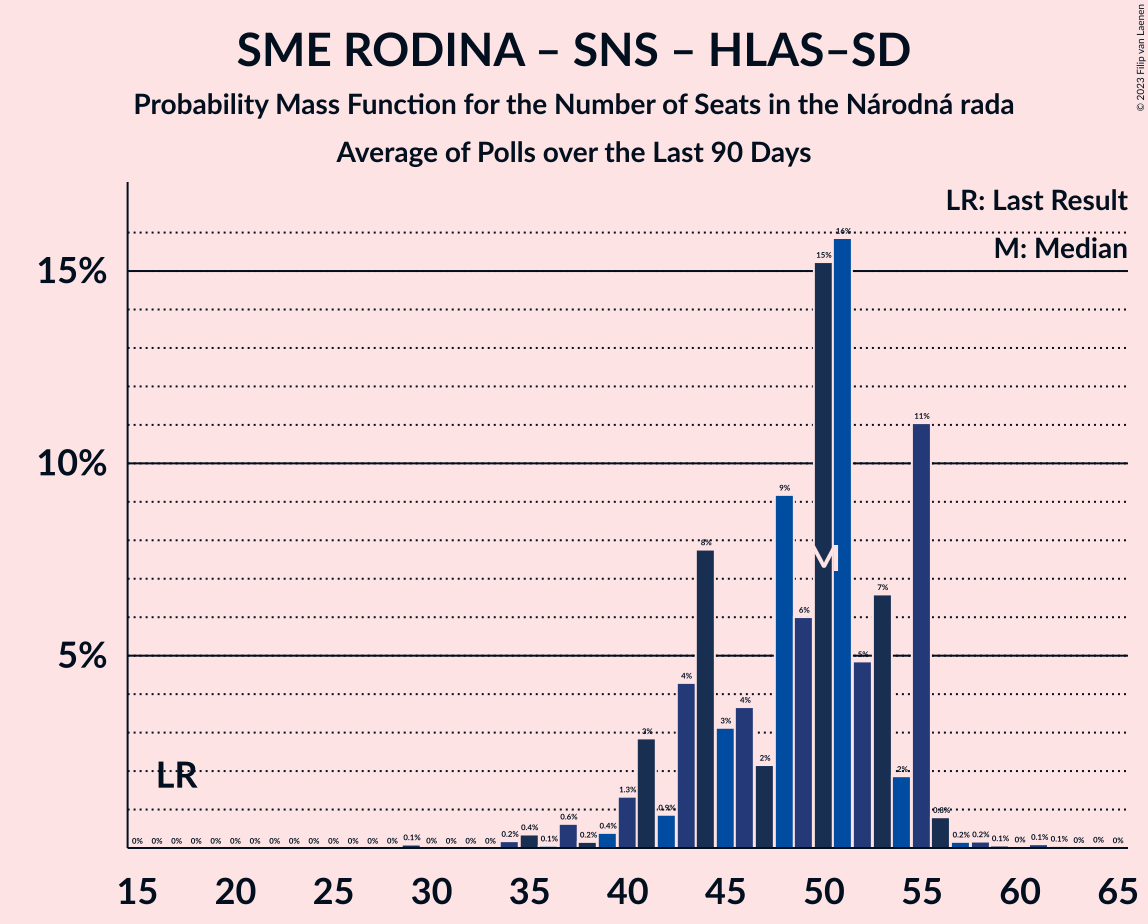 SME RODINA – SNS – HLAS–SD
Probability Mass Function for the Number of Seats in the Národná rada
Average of Polls over the Last 90 Days
© 2023 Filip van Laenen
LR: Last Result
M: Median
15%
10%
5%
LR
M
0% 0% 0% 0% 0% 0% 0% 0% 0% 0% 0% 0% 0% 0% 0.1% 0% 0% 0% 0% 0.2% 0.4% 0.1% 0.6% 0.2% 0.4% 1.3% 3% 0.9% 4% 8% 3% 4% 2% 9% 6% 15% 16% 5% 7% 2% 11% 0.8% 0.2% 0.2% 0.1% 0% 0.1% 0.1% 0% 0% 0%
15 20 25 30 35 40 45 50 55 60 65